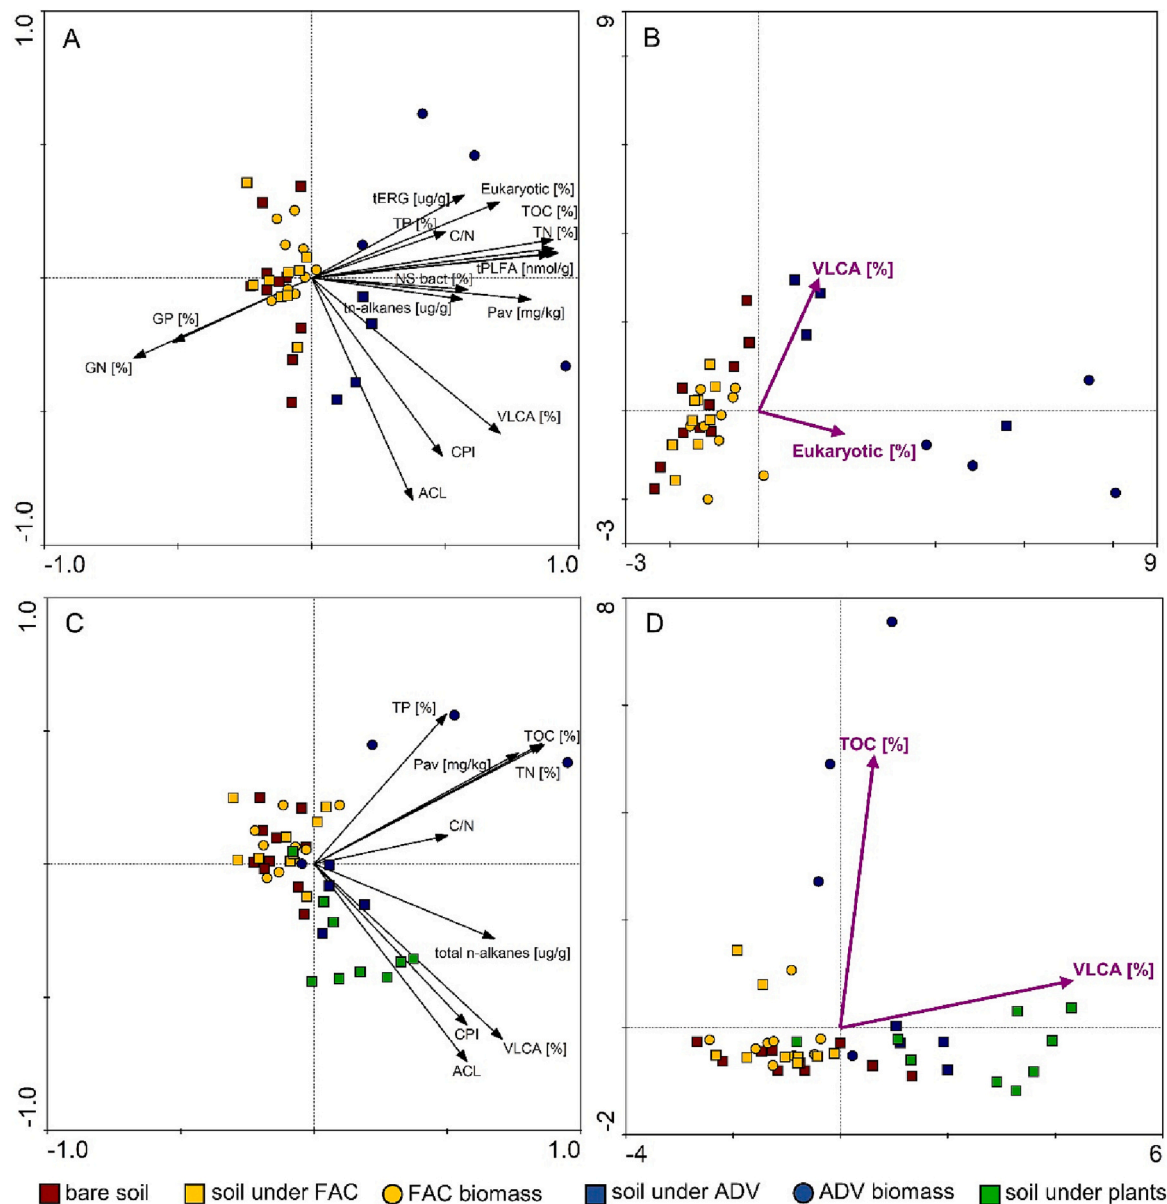 A
1.0
tERG [ug/g]
Eukaryotic [%]
TP [%]
TOC [%]
C/N
TN [%]
tPLFA [nmol/g]
NS bact [%]
tn-alkanes [ug/g]
Pav [mg/kg]
GP [%]
GN [%]
VLCA [%]
CPI
ACL
-1.0
-1.0
1.0
B
9
VLCA [%]
Eukaryotic [%]
-3
-3
9
C
1.0
TP [%]
TOC [%]
Pav [mg/kg]
TN [%]
C/N
total n-alkanes [ug/g]
CPI
VLCA [%]
ACL
-1.0
-1.0
1.0
D
8
TOC [%]
VLCA [%]
-2
-4
6
bare soil
soil under FAC
FAC biomass
soil under ADV
ADV biomass
soil under plants